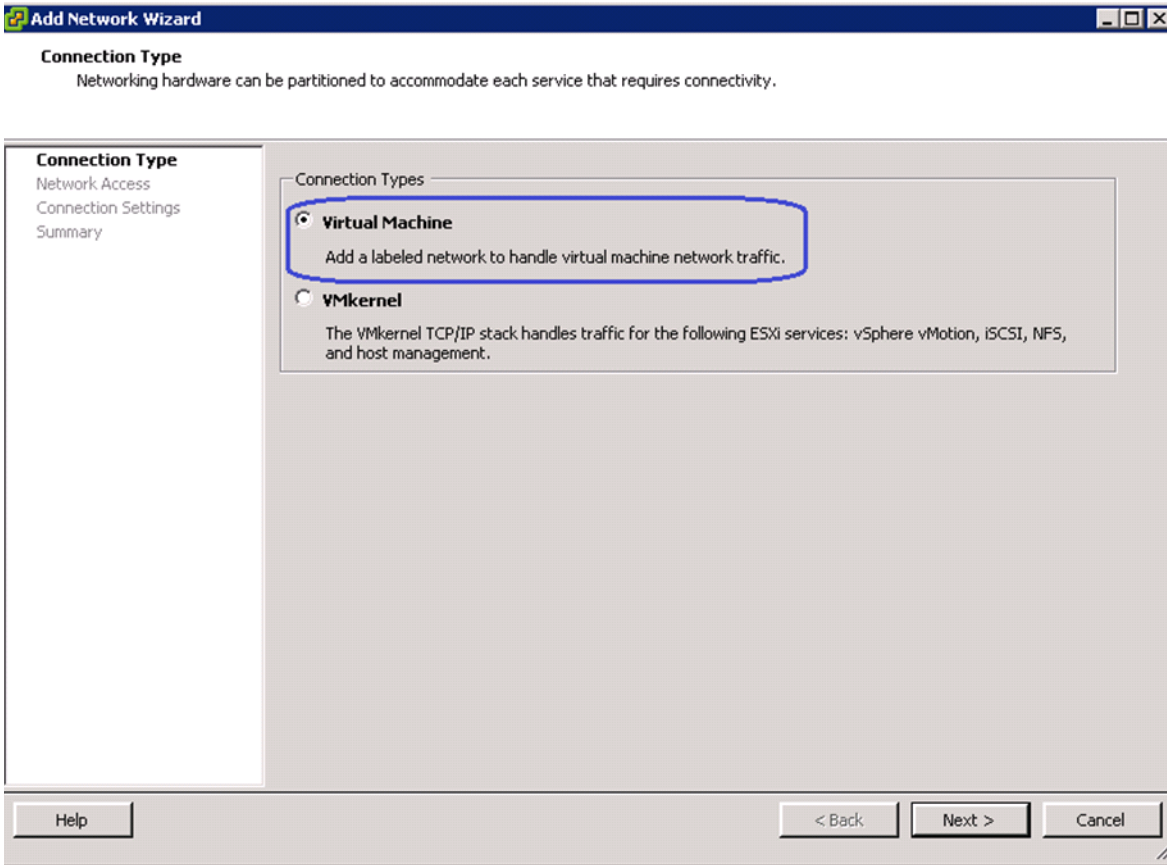 Add Network Wizard
Connection Type
Networking hardware can be partitioned to accommodate each service that requires connectivity.
Connection Type
Network Access
Connection Settings
Summary
Connection Types
Virtual Machine
Add a labeled network to handle virtual machine network traffic.
VMkernel
The VMkernel TCP/IP stack handles traffic for the following ESXi services: vSphere vMotion, iSCSI, NFS,
and host management.
Help
< Back
Next >
Cancel